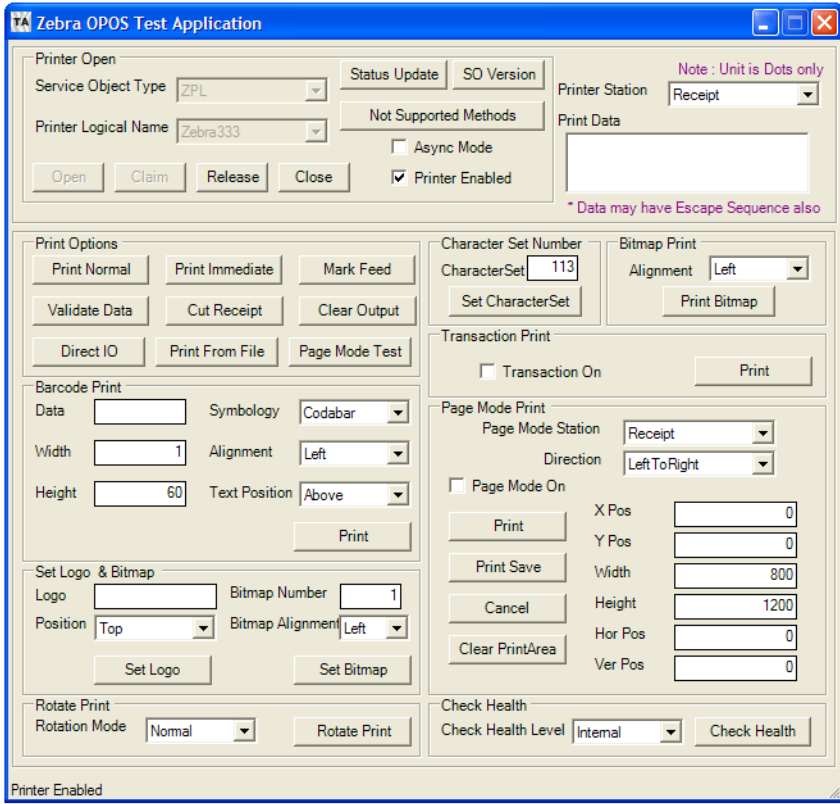 TA Zebra OPOS Test Application
Printer Open
Service Object Type ZPL
Status Update SO Version
Printer Logical Name Zebra333
Not Supported Methods
Async Mode
Open Claim Release Close Printer Enabled
Note : Unit is Dots only
Printer Station Receipt
Print Data
* Data may have Escape Sequence also
Print Options
Print Normal Print Immediate Mark Feed
Validate Data Cut Receipt Clear Output
Direct IO Print From File Page Mode Test
Character Set Number
CharacterSet 113
Set CharacterSet
Bitmap Print
Alignment Left
Print Bitmap
Transaction Print
Transaction On Print
Barcode Print
Data Symbology Codabar
Width 1 Alignment Left
Height 60 Text Position Above
Print
Page Mode Print
Page Mode Station Receipt
Direction LeftToRight
Page Mode On
Print
Print Save
Cancel
Clear PrintArea
X Pos 0
Y Pos 0
Width 800
Height 1200
Hor Pos 0
Ver Pos 0
Set Logo & Bitmap
Logo Bitmap Number 1
Position Top Bitmap Alignment Left
Set Logo Set Bitmap
Rotate Print
Rotation Mode Normal Rotate Print
Check Health
Check Health Level Internal Check Health
Printer Enabled